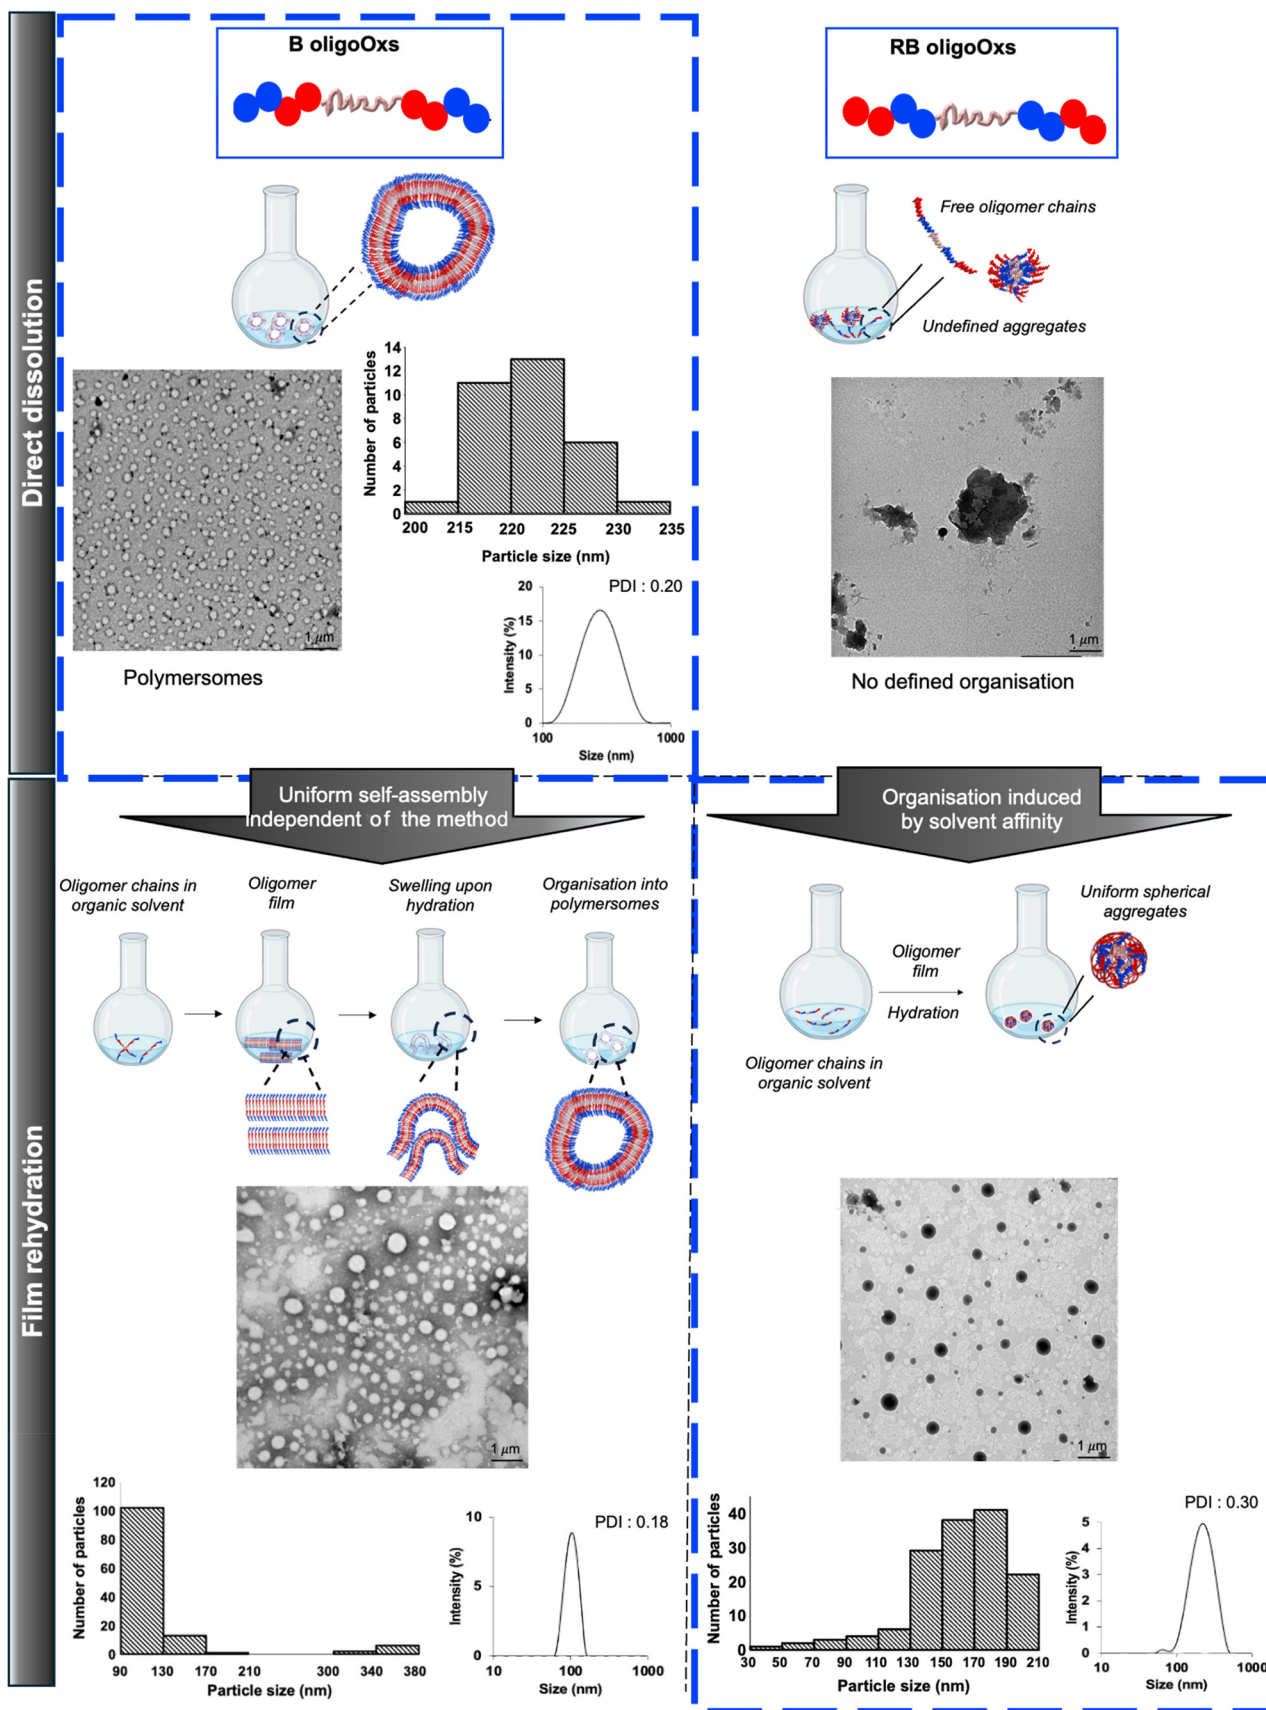 Direct dissolution
B oligoOxs
RB oligoOxs
Free oligomer chains
Undefined aggregates
14
12
10
8
6
4
2
0
Number of particles
200 215 220 225 230 235
Particle size (nm)
1 μm
Polymersomes
PDI : 0.20
20
15
10
5
0
Intensity (%)
100 1000
Size (nm)
1 μm
No defined organisation
Film rehydration
Uniform self-assembly
independent of the method
Organisation induced
by solvent affinity
Oligomer chains in
organic solvent
Oligomer
film
Swelling upon
hydration
Organisation into
polymersomes
Uniform spherical
aggregates
Oligomer
film
Hydration
Oligomer chains in
organic solvent
1 μm
1 μm
120
100
80
60
40
20
0
Number of particles
90 130 170 210 300 340 380
Particle size (nm)
PDI : 0.18
10
5
0
Intensity (%)
10 100 1000
Size (nm)
40
30
20
10
0
Number of particles
30 50 70 90 110 130 150 170 190 210
Particle size (nm)
PDI : 0.30
5
4
3
2
1
0
Intensity (%)
10 100 1000
Size (nm)